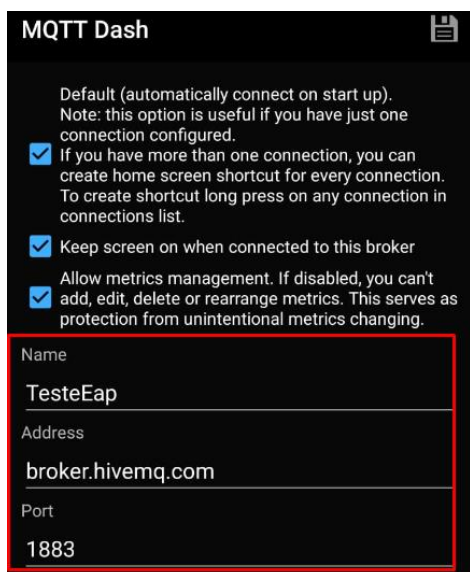 MQTT Dash
Default (automatically connect on start up).
Note: this option is useful if you have just one
connection configured.
If you have more than one connection, you can
create home screen shortcut for every connection.
To create shortcut long press on any connection in
connections list.
Keep screen on when connected to this broker
Allow metrics management. If disabled, you can't
add, edit, delete or rearrange metrics. This serves as
protection from unintentional metrics changing.
Name
TesteEap
Address
broker.hivemq.com
Port
1883